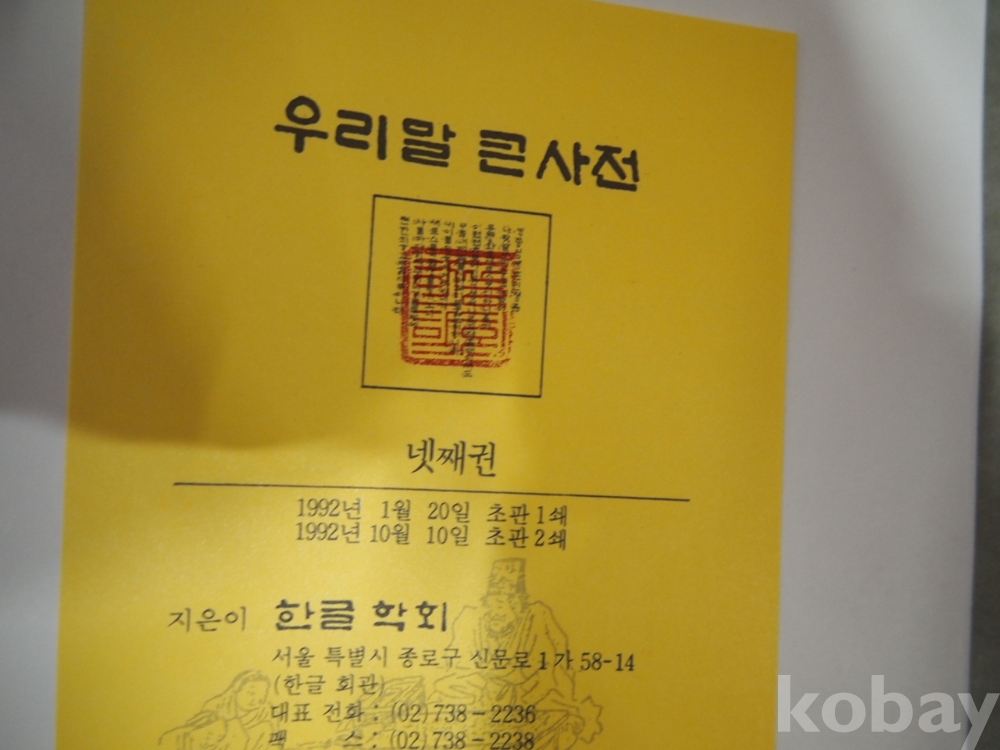 우리말 큰사전
넷째권
1992년 1월 20일 초판 1쇄
1992년 10월 10일 초판 2쇄
지은이 한글 학회
서울 특별시 종로구 신문로 1가 58-14
(한글 회관)
대표 전화 : (02) 738-2236
팩 스 : (02) 738-2238
kobay